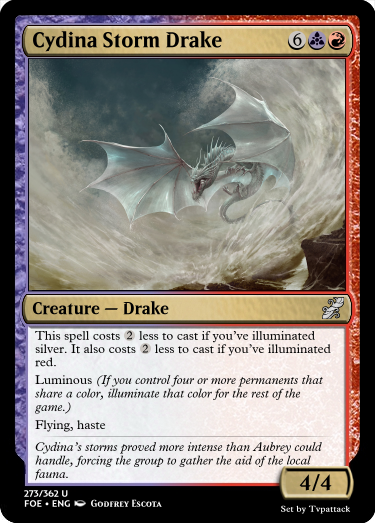 Cydina Storm Drake 6
Creature — Drake
This spell costs 2 less to cast if you've illuminated
silver. It also costs 2 less to cast if you've illuminated
red.
Luminous (If you control four or more permanents that
share a color, illuminate that color for the rest of the
game.)
Flying, haste
Cydina's storms proved more intense than Aubrey could
handle, forcing the group to gather the aid of the local
fauna.
4/4
273/362 U
FOE • ENG Godfrey Escota
Set by Tvpattack